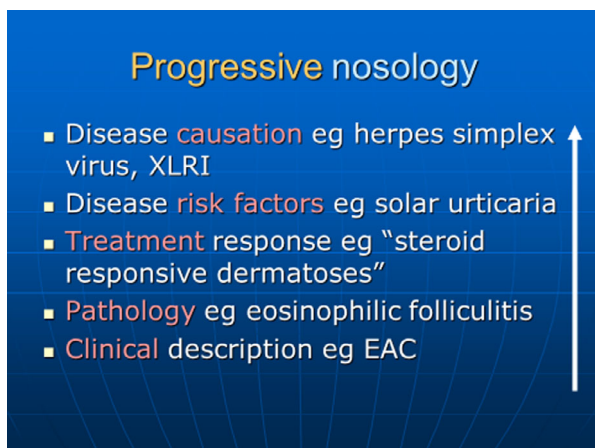 Progressive nosology
▪ Disease causation eg herpes simplex
virus, XLRI
▪ Disease risk factors eg solar urticaria
▪ Treatment response eg “steroid
responsive dermatoses”
▪ Pathology eg eosinophilic folliculitis
▪ Clinical description eg EAC